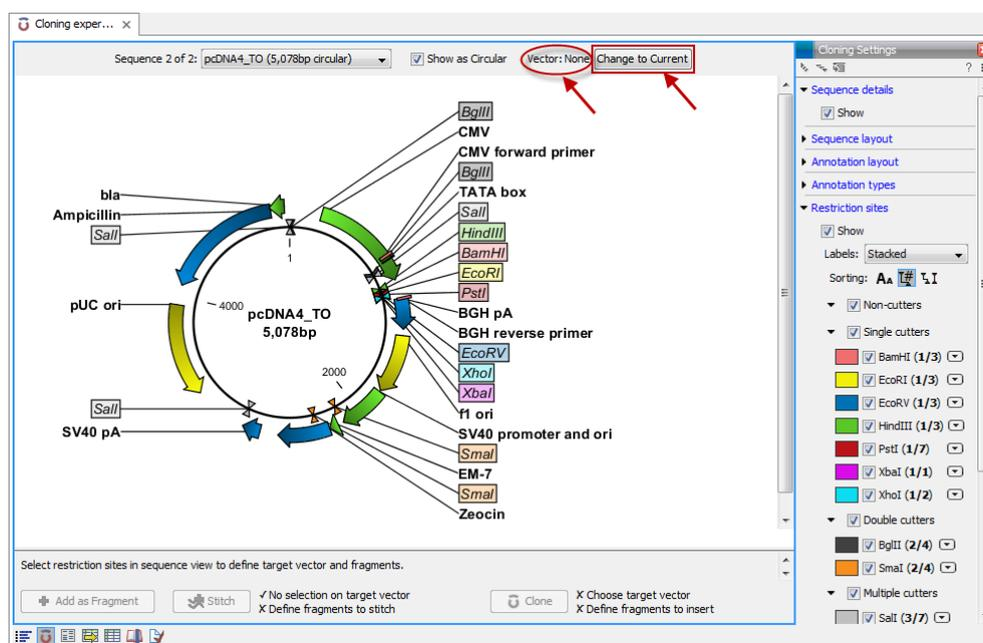 Cloning exper...
Sequence 2 of 2: pcDNA4_TO (5,078bp circular) Show as Circular Vector: None Change to Current
BglII
CMV
CMV forward primer
BglII
TATA box
SalI
HindIII
BamHI
EcoRI
PstI
BGH pA
BGH reverse primer
EcoRV
XhoI
XbaI
f1 ori
SV40 promoter and ori
SmaI
EM-7
SmaI
Zeocin
bla
Ampicillin
SalI
pUC ori
SalI
SV40 pA
1
2000
4000
pcDNA4_TO
5,078bp
Select restriction sites in sequence view to define target vector and fragments.
Add as Fragment
Stitch
✓ No selection on target vector
X Define fragments to stitch
Clone
X Choose target vector
X Define fragments to insert
Cloning Settings
?
Sequence details
Show
Sequence layout
Annotation layout
Annotation types
Restriction sites
Show
Labels: Stacked
Sorting:
Non-cutters
Single cutters
BamHI (1/3)
EcoRI (1/3)
EcoRV (1/3)
HindIII (1/3)
PstI (1/7)
XbaI (1/1)
XhoI (1/2)
Double cutters
BglII (2/4)
SmaI (2/4)
Multiple cutters
SalI (3/7)